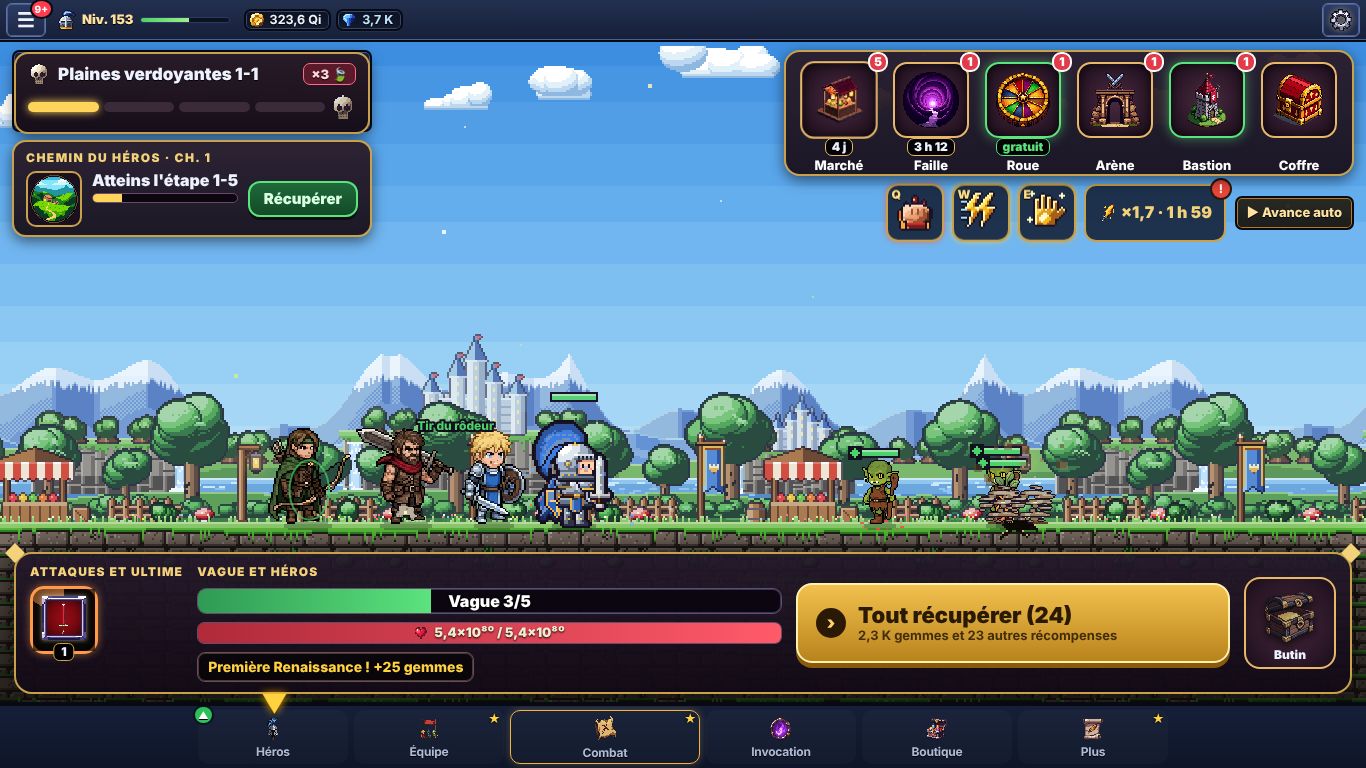 9+
Niv. 153
323,6 Qi
3,7 K
Plaines verdoyantes 1-1
×3
CHEMIN DU HÉROS · CH. 1
Atteins l'étape 1-5
Récupérer
5
1
1
1
1
4 j
3 h 12
gratuit
Marché
Faille
Roue
Arène
Bastion
Coffre
Q
W
E
×1,7 · 1 h 59
!
Avance auto
Tir du rôdeur
ATTAQUES ET ULTIME
1
VAGUE ET HÉROS
Vague 3/5
5,4×10⁸⁰ / 5,4×10⁸⁰
Première Renaissance ! +25 gemmes
Tout récupérer (24)
2,3 K gemmes et 23 autres récompenses
Butin
Héros
Équipe
Combat
Invocation
Boutique
Plus